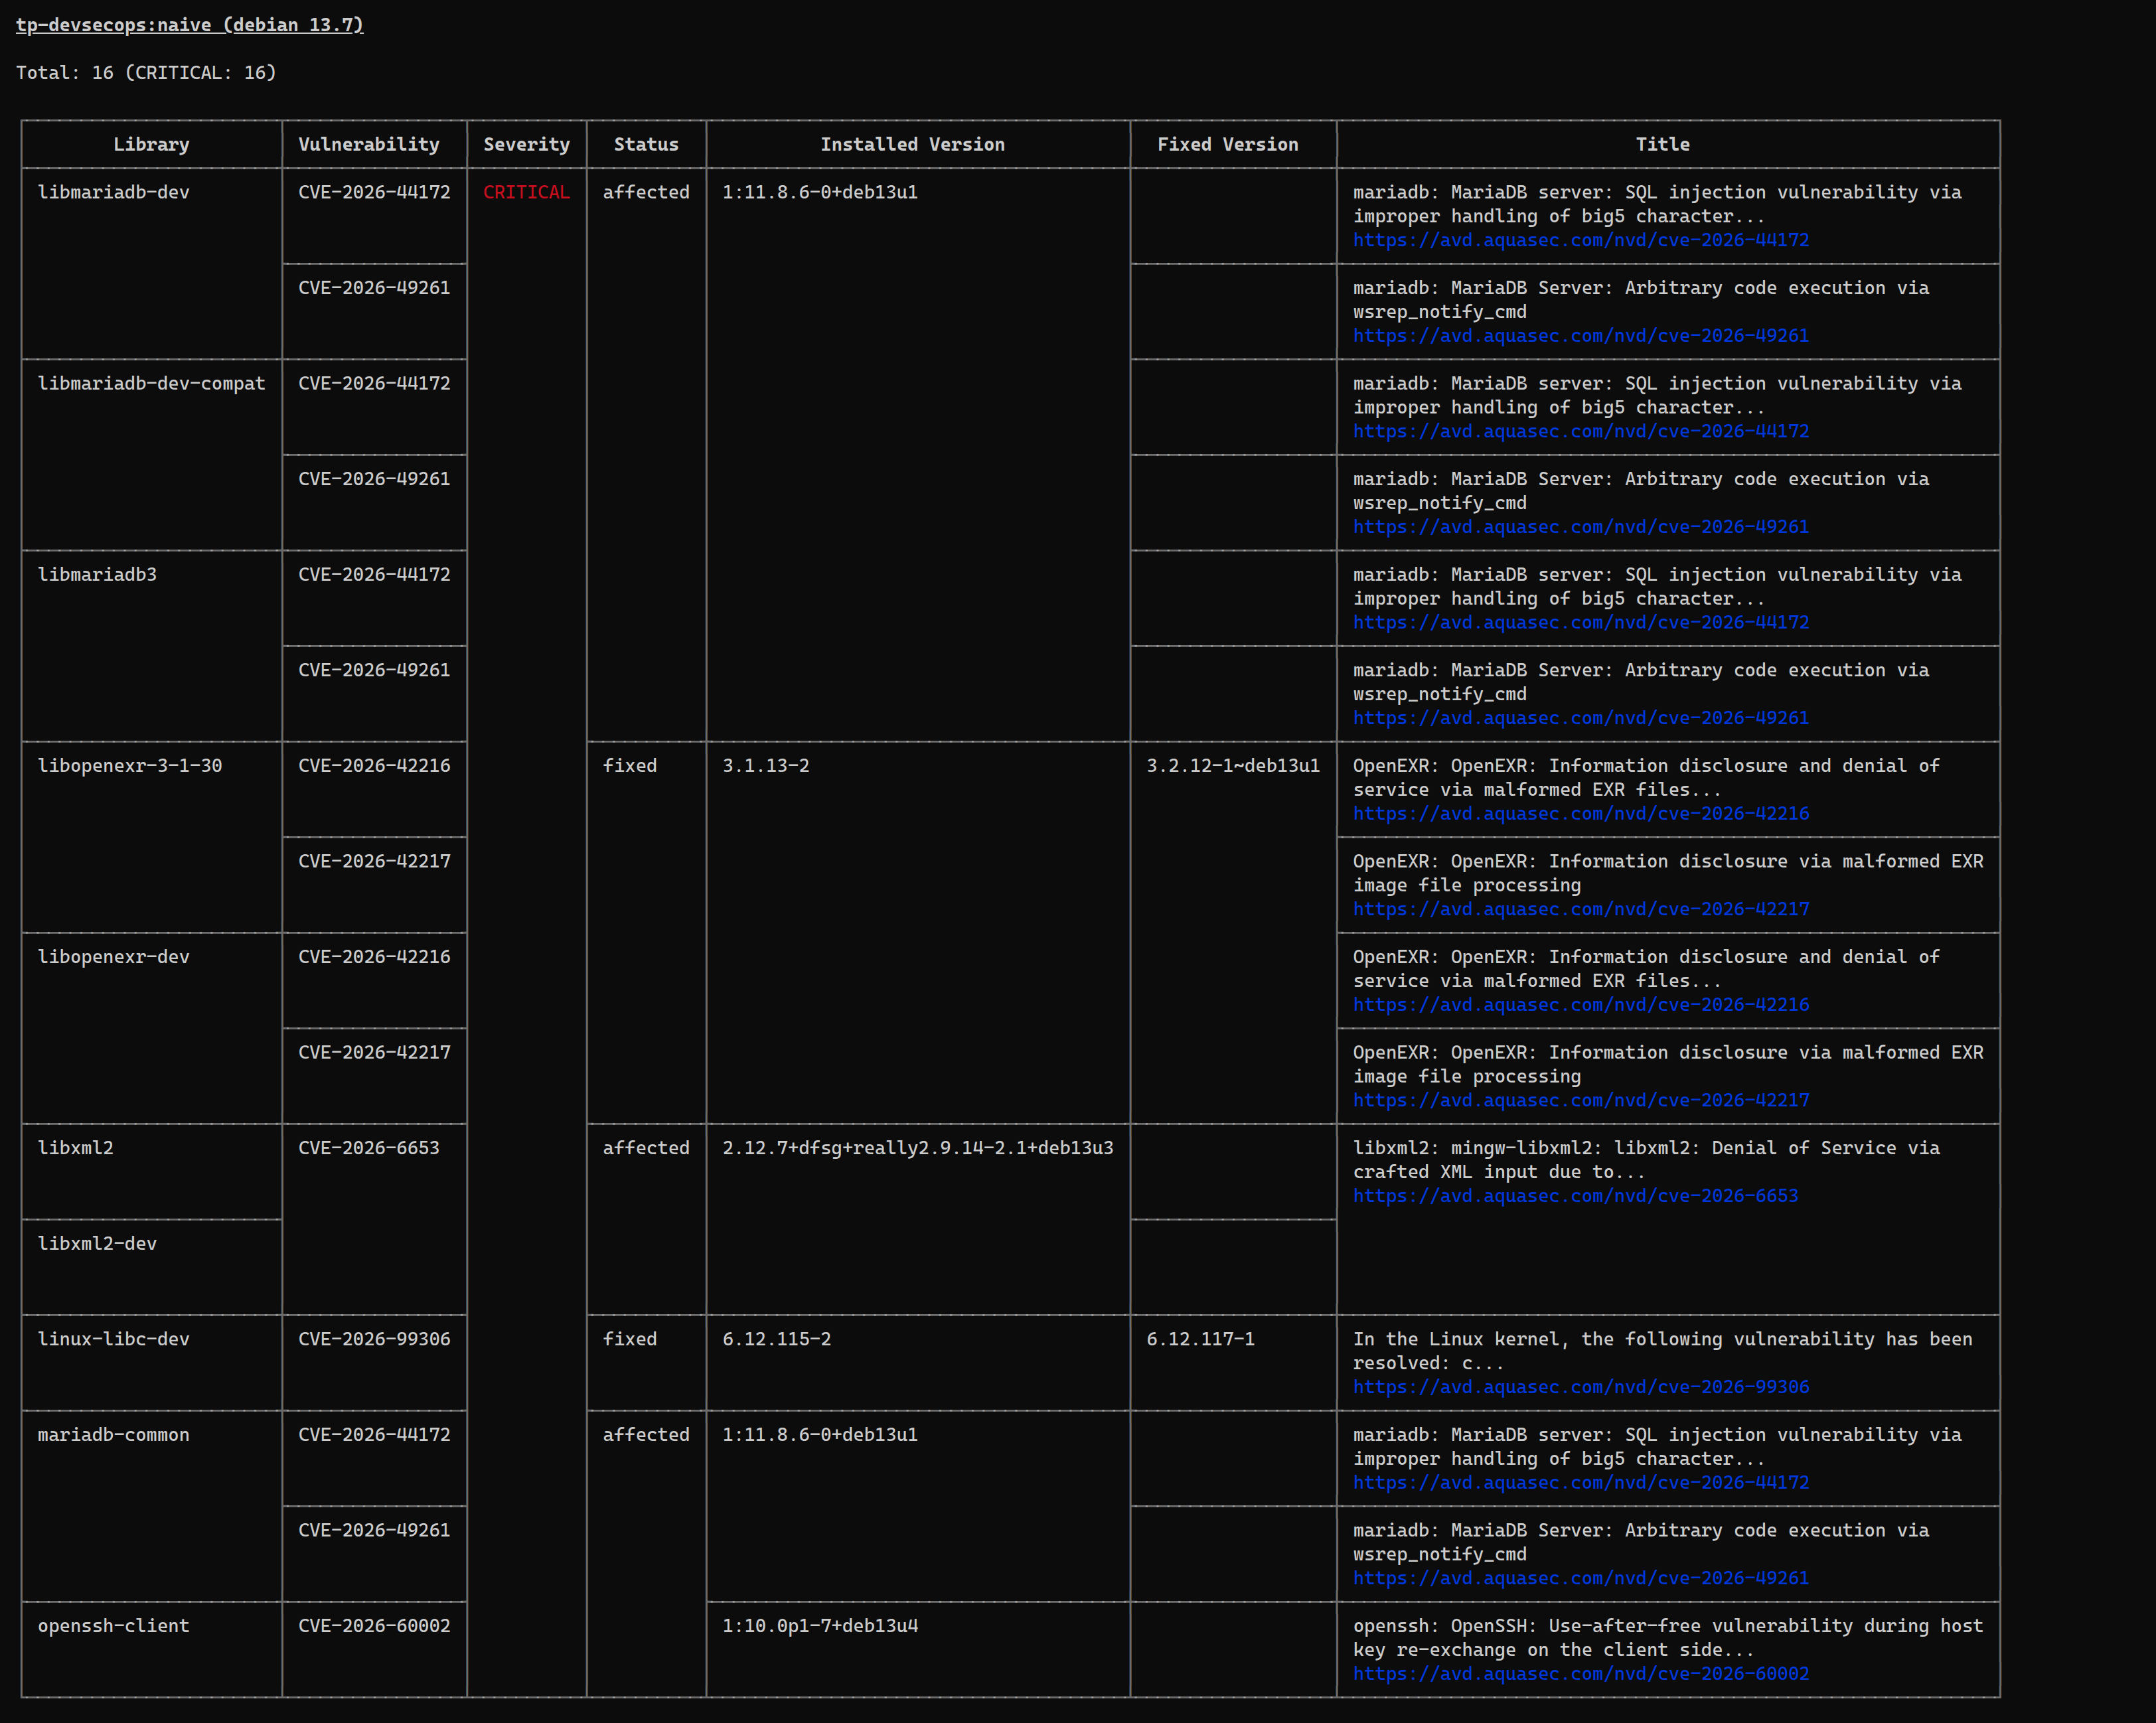 tp-devsecops:naive (debian 13.7)
Total: 16 (CRITICAL: 16)
Library Vulnerability Severity Status Installed Version Fixed Version Title
libmariadb-dev CVE-2026-44172 CRITICAL affected 1:11.8.6-0+deb13u1 mariadb: MariaDB server: SQL injection vulnerability via
improper handling of big5 character...
https://avd.aquasec.com/nvd/cve-2026-44172
CVE-2026-49261 mariadb: MariaDB Server: Arbitrary code execution via
wsrep_notify_cmd
https://avd.aquasec.com/nvd/cve-2026-49261
libmariadb-dev-compat CVE-2026-44172 mariadb: MariaDB server: SQL injection vulnerability via
improper handling of big5 character...
https://avd.aquasec.com/nvd/cve-2026-44172
CVE-2026-49261 mariadb: MariaDB Server: Arbitrary code execution via
wsrep_notify_cmd
https://avd.aquasec.com/nvd/cve-2026-49261
libmariadb3 CVE-2026-44172 mariadb: MariaDB server: SQL injection vulnerability via
improper handling of big5 character...
https://avd.aquasec.com/nvd/cve-2026-44172
CVE-2026-49261 mariadb: MariaDB Server: Arbitrary code execution via
wsrep_notify_cmd
https://avd.aquasec.com/nvd/cve-2026-49261
libopenexr-3-1-30 CVE-2026-42216 fixed 3.1.13-2 3.2.12-1~deb13u1 OpenEXR: OpenEXR: Information disclosure and denial of
service via malformed EXR files...
https://avd.aquasec.com/nvd/cve-2026-42216
CVE-2026-42217 OpenEXR: OpenEXR: Information disclosure via malformed EXR
image file processing
https://avd.aquasec.com/nvd/cve-2026-42217
libopenexr-dev CVE-2026-42216 OpenEXR: OpenEXR: Information disclosure and denial of
service via malformed EXR files...
https://avd.aquasec.com/nvd/cve-2026-42216
CVE-2026-42217 OpenEXR: OpenEXR: Information disclosure via malformed EXR
image file processing
https://avd.aquasec.com/nvd/cve-2026-42217
libxml2 CVE-2026-6653 affected 2.12.7+dfsg+really2.9.14-2.1+deb13u3 libxml2: mingw-libxml2: libxml2: Denial of Service via
crafted XML input due to...
https://avd.aquasec.com/nvd/cve-2026-6653
libxml2-dev
linux-libc-dev CVE-2026-99306 fixed 6.12.115-2 6.12.117-1 In the Linux kernel, the following vulnerability has been
resolved: c...
https://avd.aquasec.com/nvd/cve-2026-99306
mariadb-common CVE-2026-44172 affected 1:11.8.6-0+deb13u1 mariadb: MariaDB server: SQL injection vulnerability via
improper handling of big5 character...
https://avd.aquasec.com/nvd/cve-2026-44172
CVE-2026-49261 mariadb: MariaDB Server: Arbitrary code execution via
wsrep_notify_cmd
https://avd.aquasec.com/nvd/cve-2026-49261
openssh-client CVE-2026-60002 1:10.0p1-7+deb13u4 openssh: OpenSSH: Use-after-free vulnerability during host
key re-exchange on the client side...
https://avd.aquasec.com/nvd/cve-2026-60002